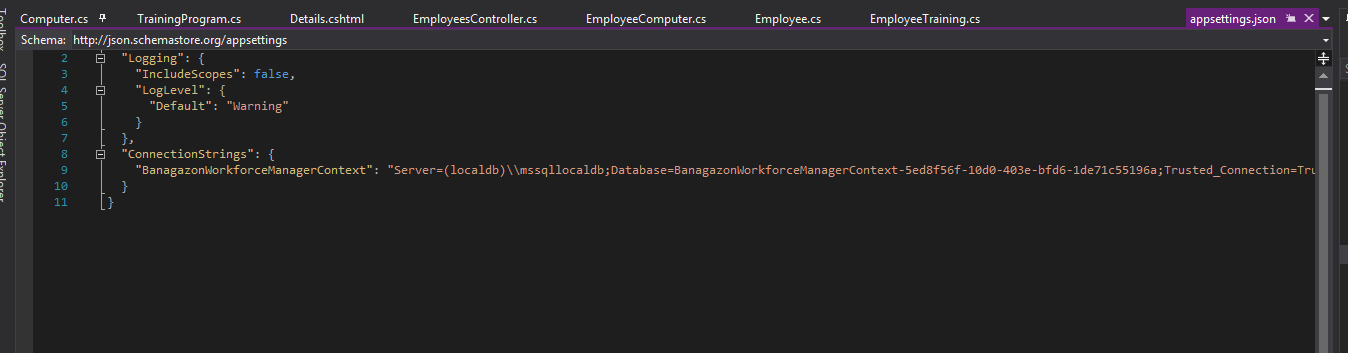 Computer.cs TrainingProgram.cs Details.cshtml EmployeesController.cs EmployeeComputer.cs Employee.cs EmployeeTraining.cs appsettings.json
Schema: http://json.schemastore.org/appsettings
Toolbox
SQL Server Object Explorer
2 "Logging": {
3 "IncludeScopes": false,
4 "LogLevel": {
5 "Default": "Warning"
6 }
7 },
8 "ConnectionStrings": {
9 "BanagazonWorkforceManagerContext": "Server=(localdb)\\mssqllocaldb;Database=BanagazonWorkforceManagerContext-5ed8f56f-10d0-403e-bfd6-1de71c55196a;Trusted_Connection=Tru
10 }
11 }